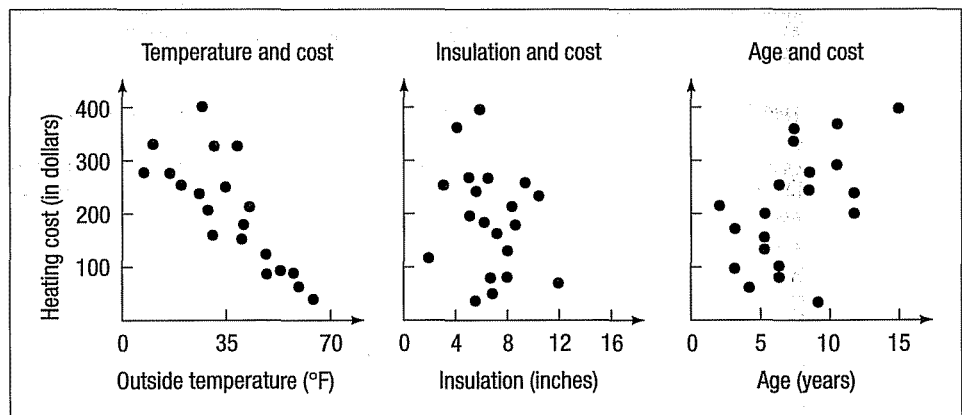 Temperature and cost
Insulation and cost
Age and cost
Heating cost (in dollars)
400
300
200
100
0 35 70
0 4 8 12 16
0 5 10 15
Outside temperature (°F)
Insulation (inches)
Age (years)